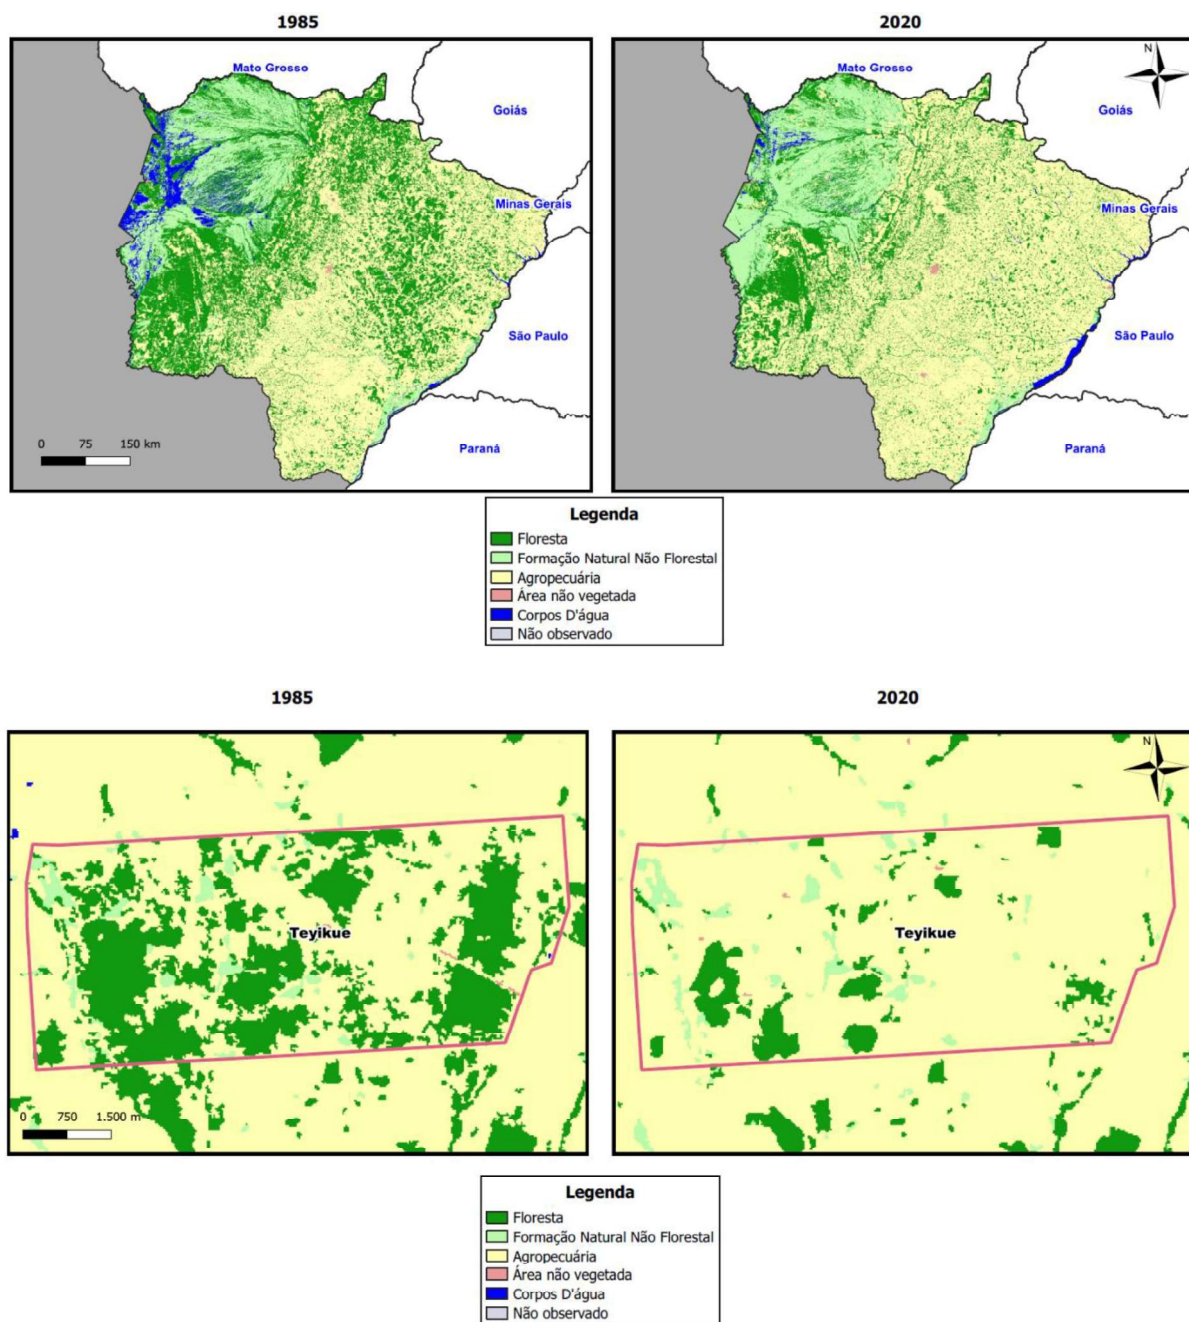 1985
2020
Mato Grosso
Goiás
Minas Gerais
São Paulo
Paraná
0 75 150 km
N
Mato Grosso
Goiás
Minas Gerais
São Paulo
Paraná
Legenda
Floresta
Formação Natural Não Florestal
Agropecuária
Área não vegetada
Corpos D'água
Não observado
1985
2020
Teyikue
0 750 1.500 m
N
Teyikue
Legenda
Floresta
Formação Natural Não Florestal
Agropecuária
Área não vegetada
Corpos D'água
Não observado